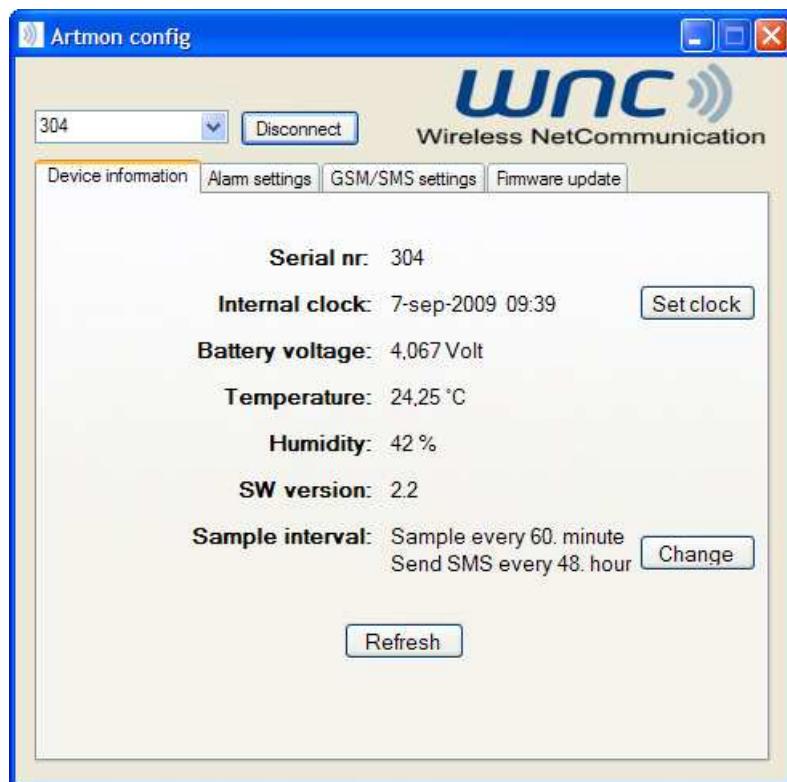 Artmon config
wnc
304
Disconnect
Wireless NetCommunication
Device information
Alarm settings
GSM/SMS settings
Firmware update
Serial nr: 304
Internal clock: 7-sep-2009 09:39
Set clock
Battery voltage: 4,067 Volt
Temperature: 24,25 °C
Humidity: 42 %
SW version: 2.2
Sample interval: Sample every 60. minute
Send SMS every 48. hour
Change
Refresh